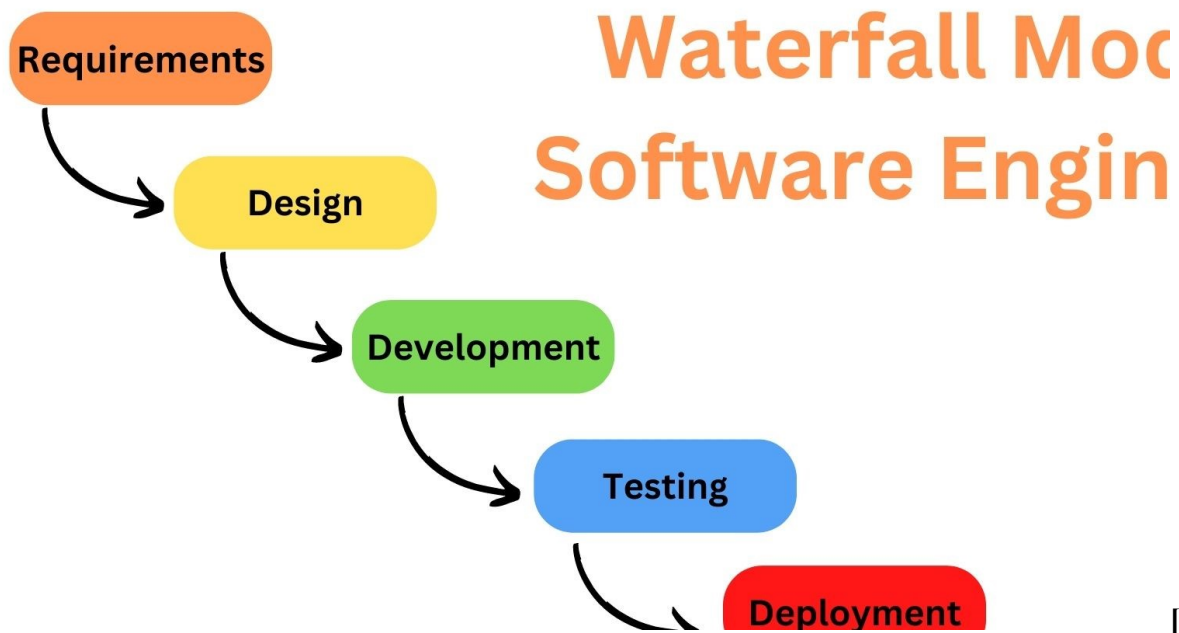 Waterfall Mod
Software Engin
Requirements
Design
Development
Testing
Deployment